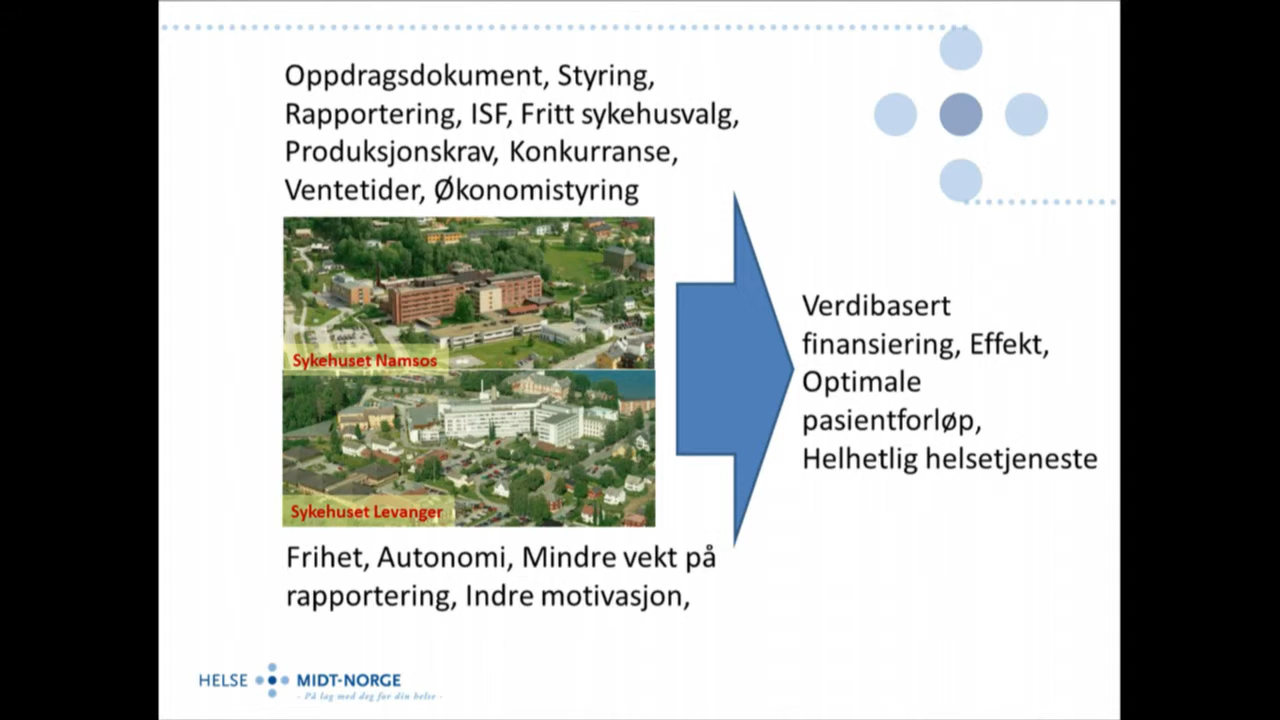 Oppdragsdokument, Styring,
Rapportering, ISF, Fritt sykehusvalg,
Produksjonskrav, Konkurranse,
Ventetider, Økonomistyring
Sykehuset Namsos
Sykehuset Levanger
Verdibasert
finansiering, Effekt,
Optimale
pasientforløp,
Helhetlig helsetjeneste
Frihet, Autonomi, Mindre vekt på
rapportering, Indre motivasjon,
HELSE MIDT-NORGE
- På lag med deg for din helse -